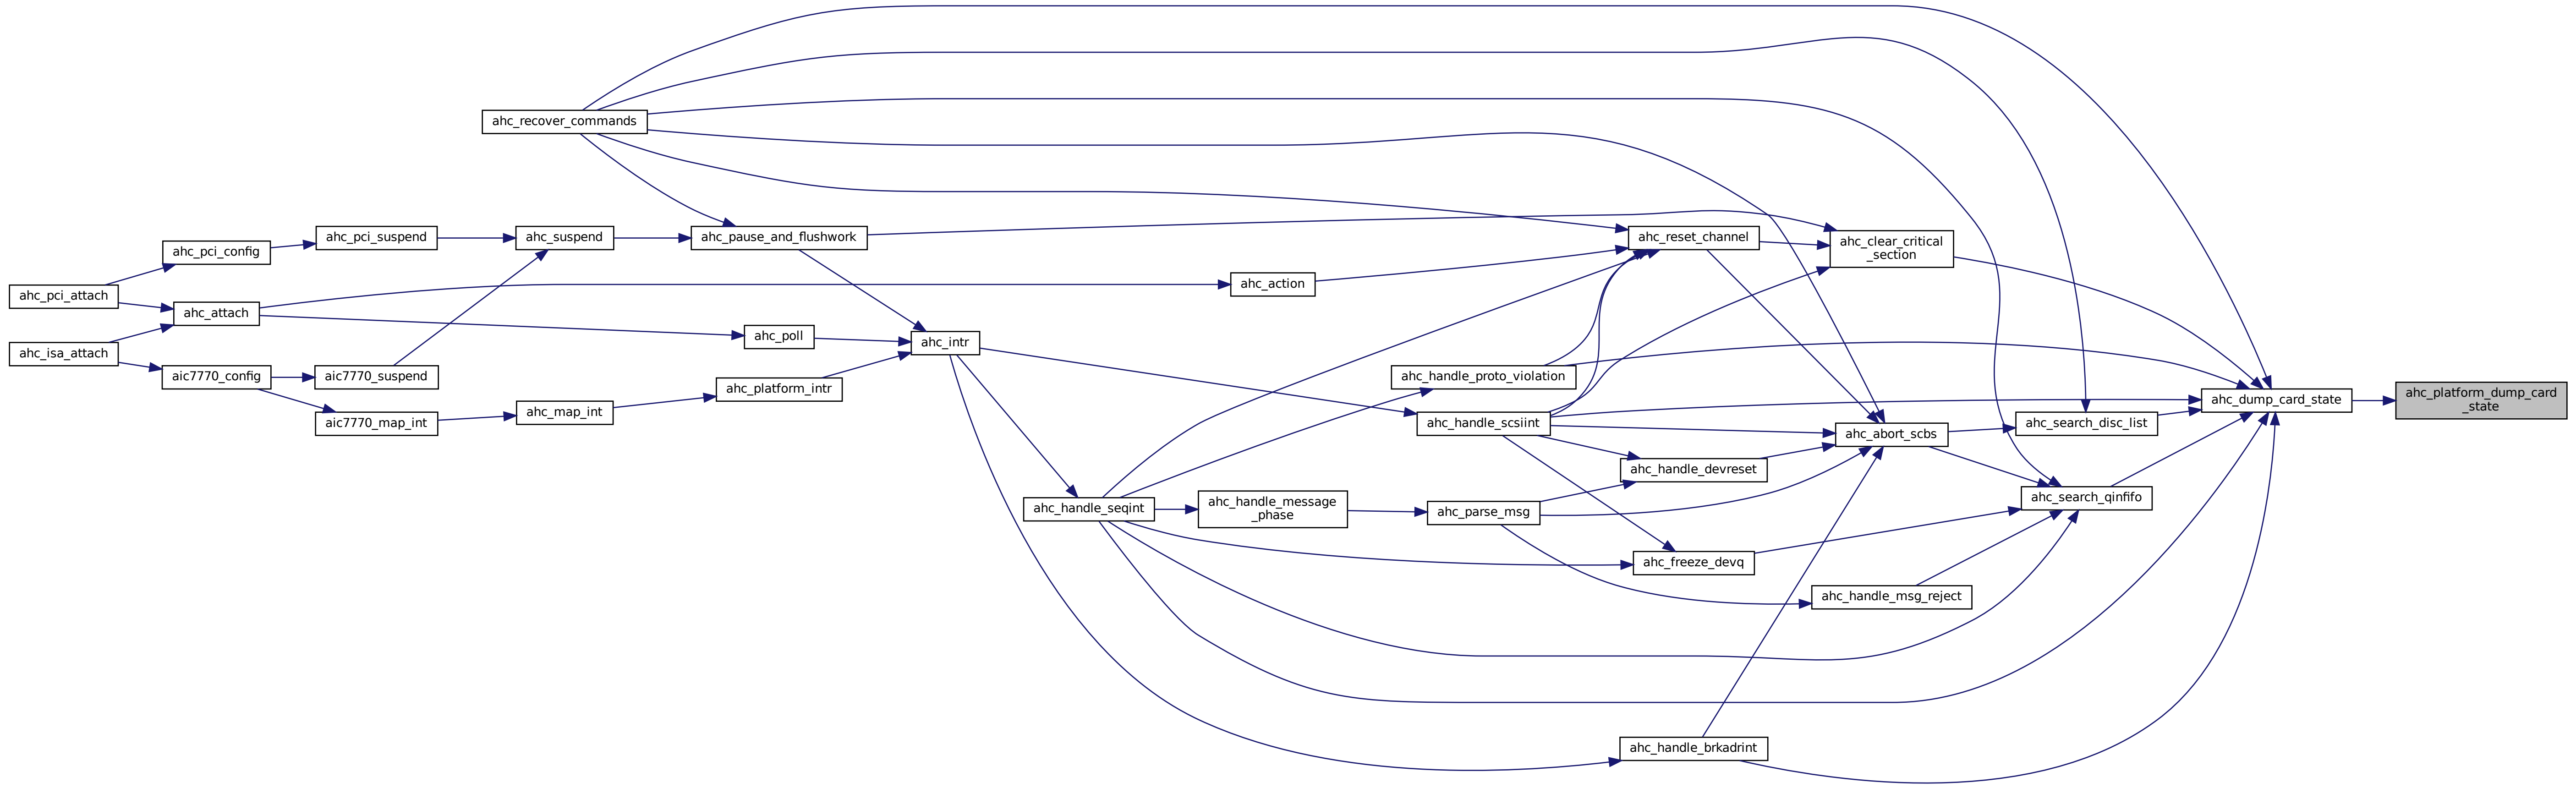 ahc_recover_commands
ahc_pci_attach
ahc_isa_attach
ahc_pci_config
ahc_attach
aic7770_config
ahc_pci_suspend
aic7770_suspend
aic7770_map_int
ahc_suspend
ahc_map_int
ahc_pause_and_flushwork
ahc_poll
ahc_platform_intr
ahc_intr
ahc_handle_seqint
ahc_action
ahc_handle_message
_phase
ahc_handle_proto_violation
ahc_handle_scsiint
ahc_parse_msg
ahc_reset_channel
ahc_handle_devreset
ahc_freeze_devq
ahc_handle_brkadrint
ahc_clear_critical
_section
ahc_abort_scbs
ahc_handle_msg_reject
ahc_search_disc_list
ahc_search_qinfifo
ahc_dump_card_state
ahc_platform_dump_card
_state